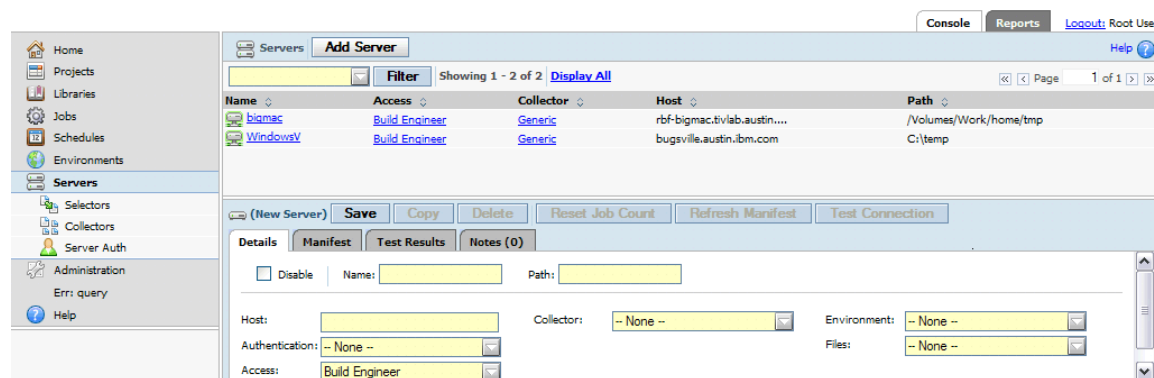 Console Reports Logout: Root Use
Home
Projects
Libraries
Jobs
Schedules
Environments
Servers
Selectors
Collectors
Server Auth
Administration
Err: query
Help
Servers Add Server Help ?
Filter Showing 1 - 2 of 2 Display All Page 1 of 1
Name Access Collector Host Path
bigmac Build Engineer Generic rbf-bigmac.tivlab.austin.... /Volumes/Work/home/tmp
WindowsV Build Engineer Generic bugsville.austin.ibm.com C:\temp
(New Server) Save Copy Delete Reset Job Count Refresh Manifest Test Connection
Details Manifest Test Results Notes (0)
Disable Name: Path:
Host: Collector: -- None -- Environment: -- None --
Authentication: -- None -- Files: -- None --
Access: Build Engineer